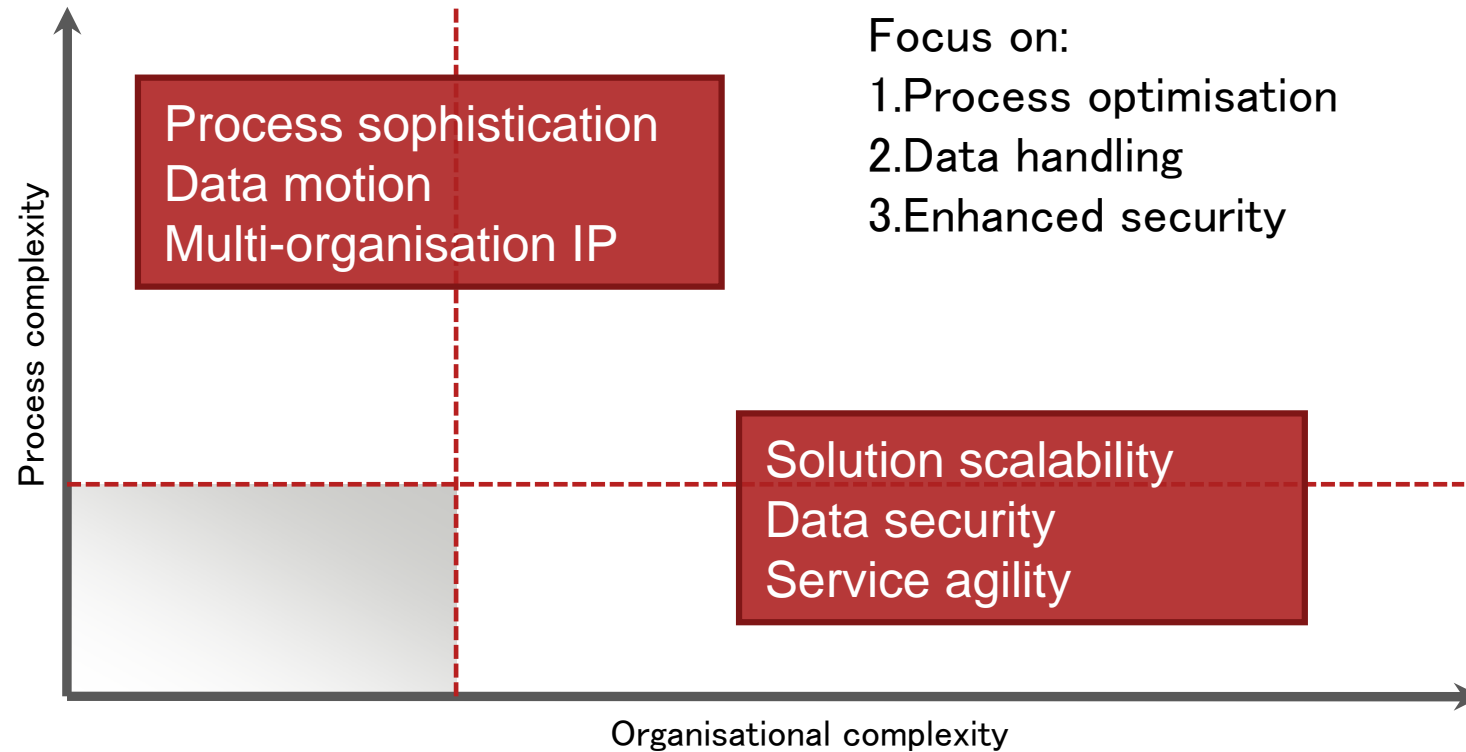 Focus on:
1.Process optimisation
2.Data handling
3.Enhanced security
Process sophistication
Data motion
Multi-organisation IP
Process complexity
Solution scalability
Data security
Service agility
Organisational complexity